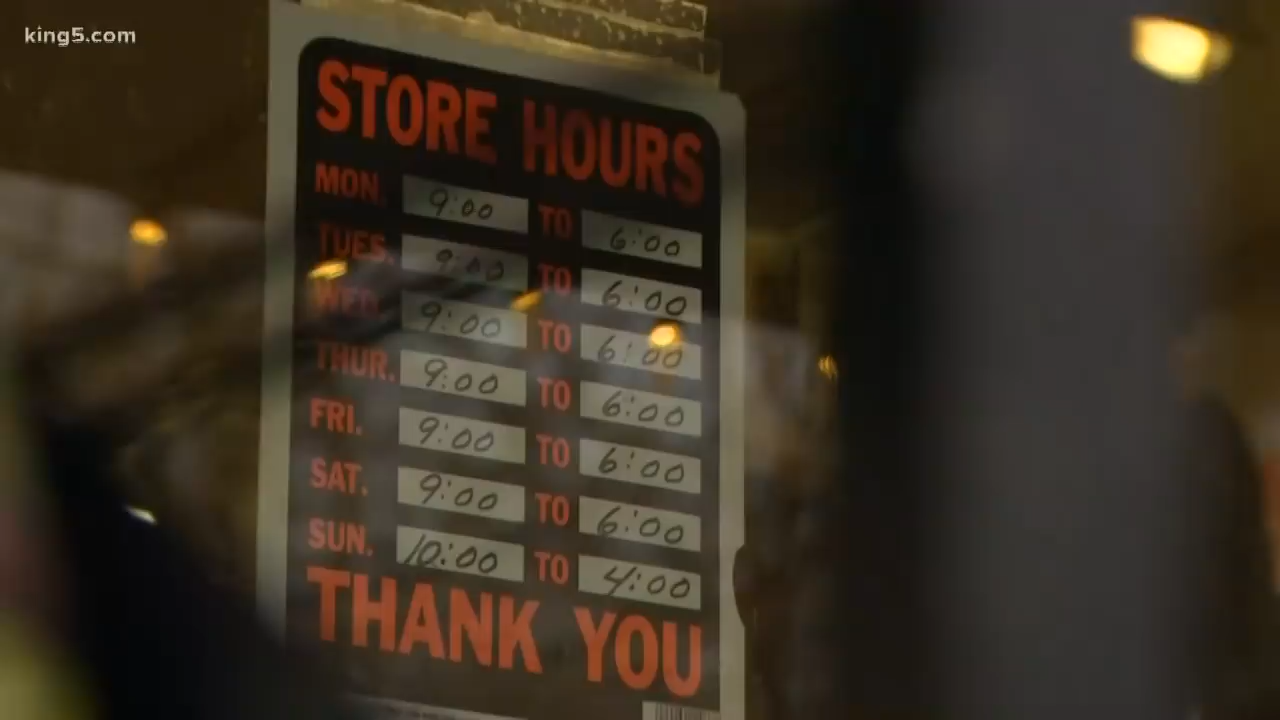 king5.com
STORE HOURS
MON. 9:00 TO 6:00
TUES. 9:00 TO 6:00
WED. 9:00 TO 6:00
THUR. 9:00 TO 6:00
FRI. 9:00 TO 6:00
SAT. 9:00 TO 6:00
SUN. 10:00 TO 4:00
THANK YOU